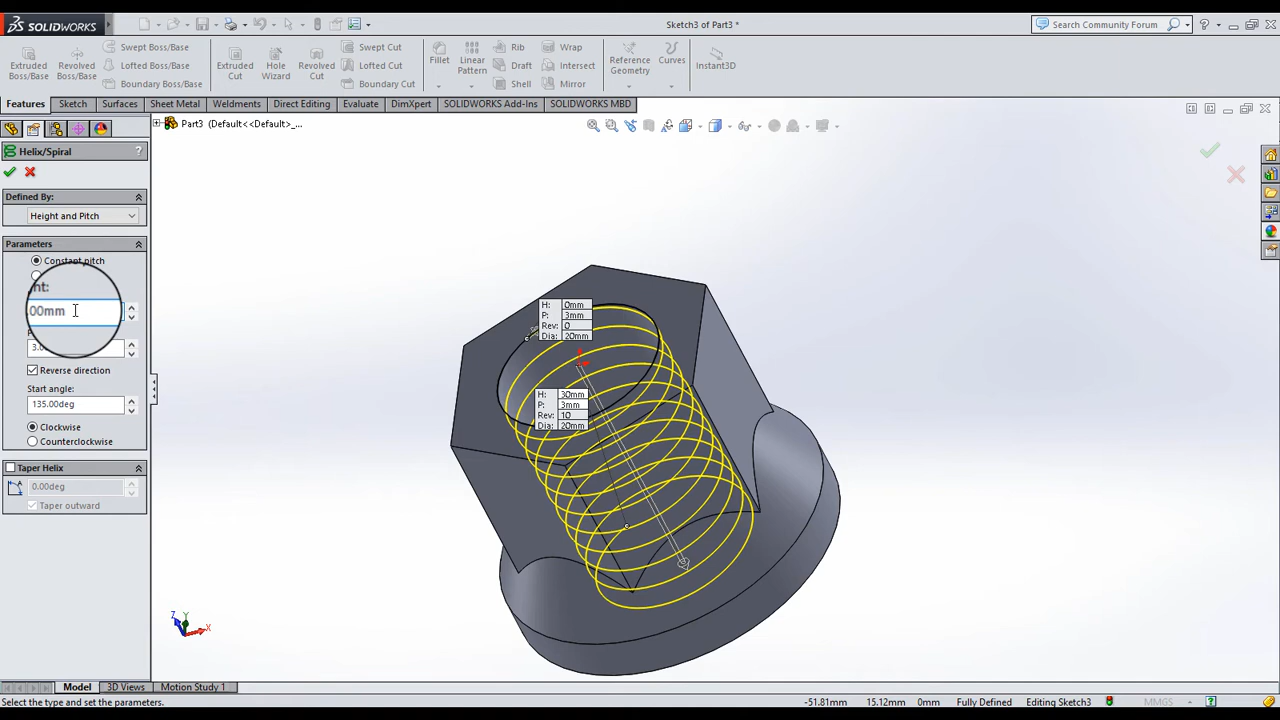 SOLIDWORKS
Sketch3 of Part3 *
Search Community Forum
Extruded Boss/Base
Revolved Boss/Base
Swept Boss/Base
Lofted Boss/Base
Boundary Boss/Base
Extruded Cut
Hole Wizard
Revolved Cut
Swept Cut
Lofted Cut
Boundary Cut
Fillet
Linear Pattern
Rib
Draft
Shell
Wrap
Intersect
Mirror
Reference Geometry
Curves
Instant3D
Features
Sketch
Surfaces
Sheet Metal
Weldments
Direct Editing
Evaluate
DimXpert
SOLIDWORKS Add-Ins
SOLIDWORKS MBD
Part3 (Default<<Default>_...
Helix/Spiral
?
Defined By:
Height and Pitch
Parameters
Constant pitch
00mm
Reverse direction
Start angle:
135.00deg
Clockwise
Counterclockwise
Taper Helix
0.00deg
Taper outward
H: 0mm
P: 3mm
Rev: 0
Dia: 20mm
H: 30mm
P: 3mm
Rev: 10
Dia: 20mm
Z
Y
X
Model
3D Views
Motion Study 1
Select the type and set the parameters.
-51.81mm
15.12mm
0mm
Fully Defined
Editing Sketch3
MMGS